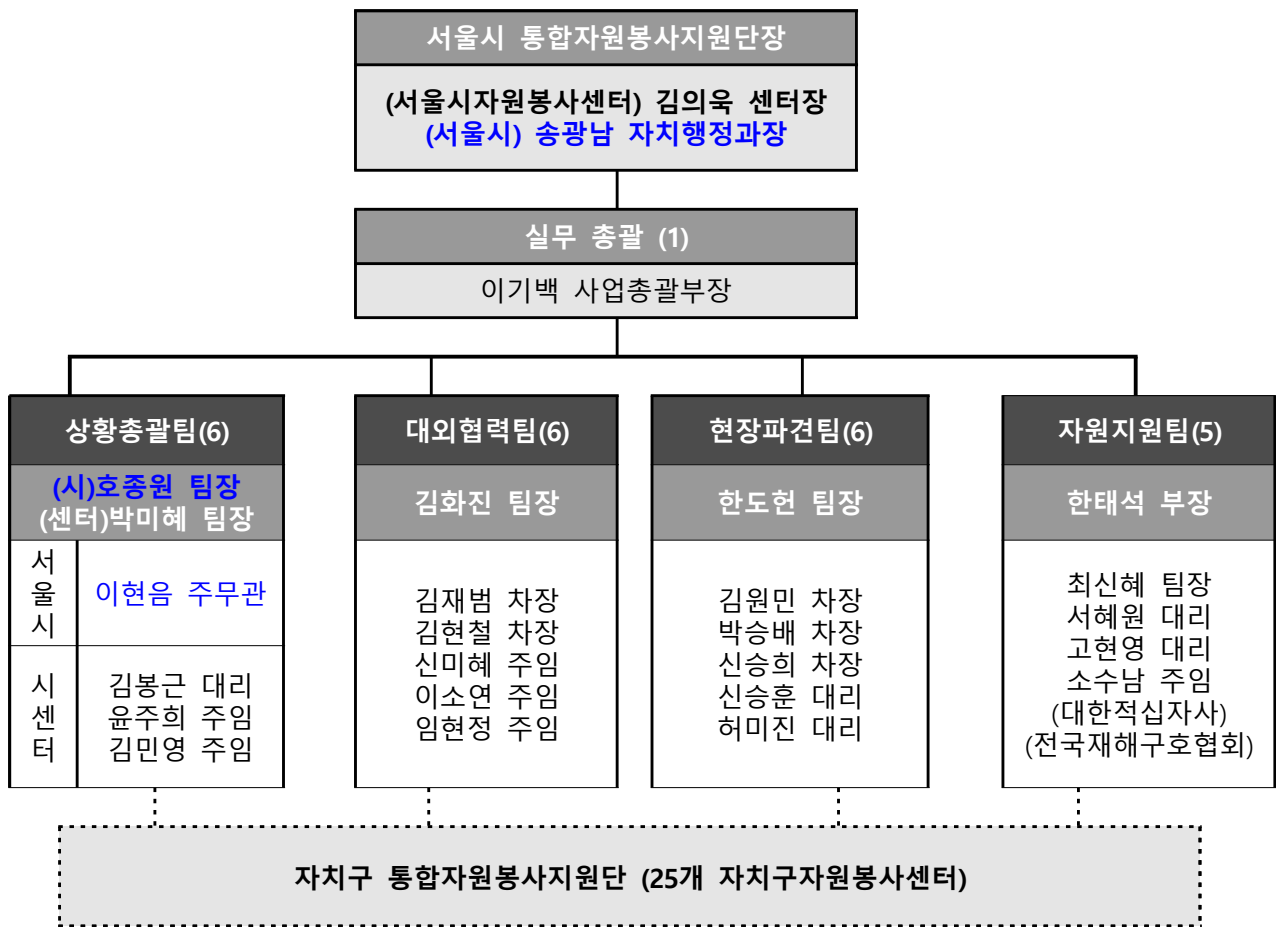 서울시 통합자원봉사지원단장
(서울시자원봉사센터) 김의욱 센터장
(서울시) 송광남 자치행정과장
실무 총괄 (1)
이기백 사업총괄부장
상황총괄팀(6)
(시)호종원 팀장
(센터)박미혜 팀장
서울시
이현음 주무관
시센터
김봉근 대리
윤주희 주임
김민영 주임
대외협력팀(6)
김화진 팀장
김재범 차장
김현철 차장
신미혜 주임
이소연 주임
임현정 주임
현장파견팀(6)
한도헌 팀장
김원민 차장
박승배 차장
신승희 차장
신승훈 대리
허미진 대리
자원지원팀(5)
한태석 부장
최신혜 팀장
서혜원 대리
고현영 대리
소수남 주임
(대한적십자사)
(전국재해구호협회)
자치구 통합자원봉사지원단 (25개 자치구자원봉사센터)